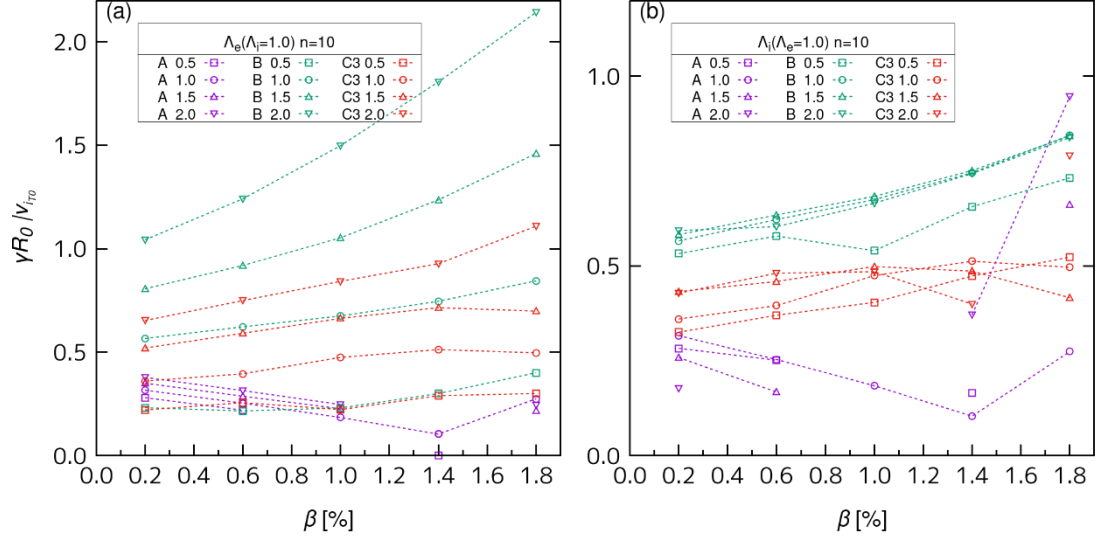 (a)
Λe(Λi=1.0) n=10
A 0.5 B 0.5 C3 0.5
A 1.0 B 1.0 C3 1.0
A 1.5 B 1.5 C3 1.5
A 2.0 B 2.0 C3 2.0
2.0
1.5
1.0
0.5
0.0
γR0/viT0
0.0 0.2 0.4 0.6 0.8 1.0 1.2 1.4 1.6 1.8
β [%]
(b)
Λi(Λe=1.0) n=10
A 0.5 B 0.5 C3 0.5
A 1.0 B 1.0 C3 1.0
A 1.5 B 1.5 C3 1.5
A 2.0 B 2.0 C3 2.0
1.0
0.5
0.0
0.0 0.2 0.4 0.6 0.8 1.0 1.2 1.4 1.6 1.8
β [%]